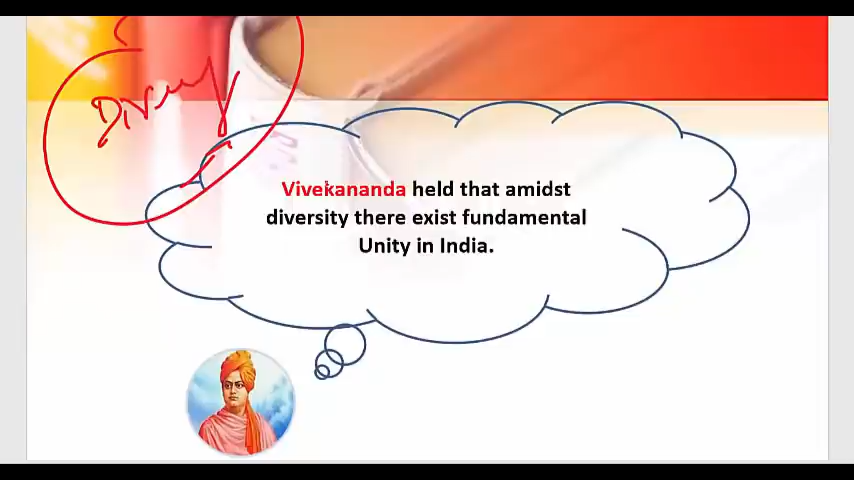 Vivekananda held that amidst
diversity there exist fundamental
Unity in India.